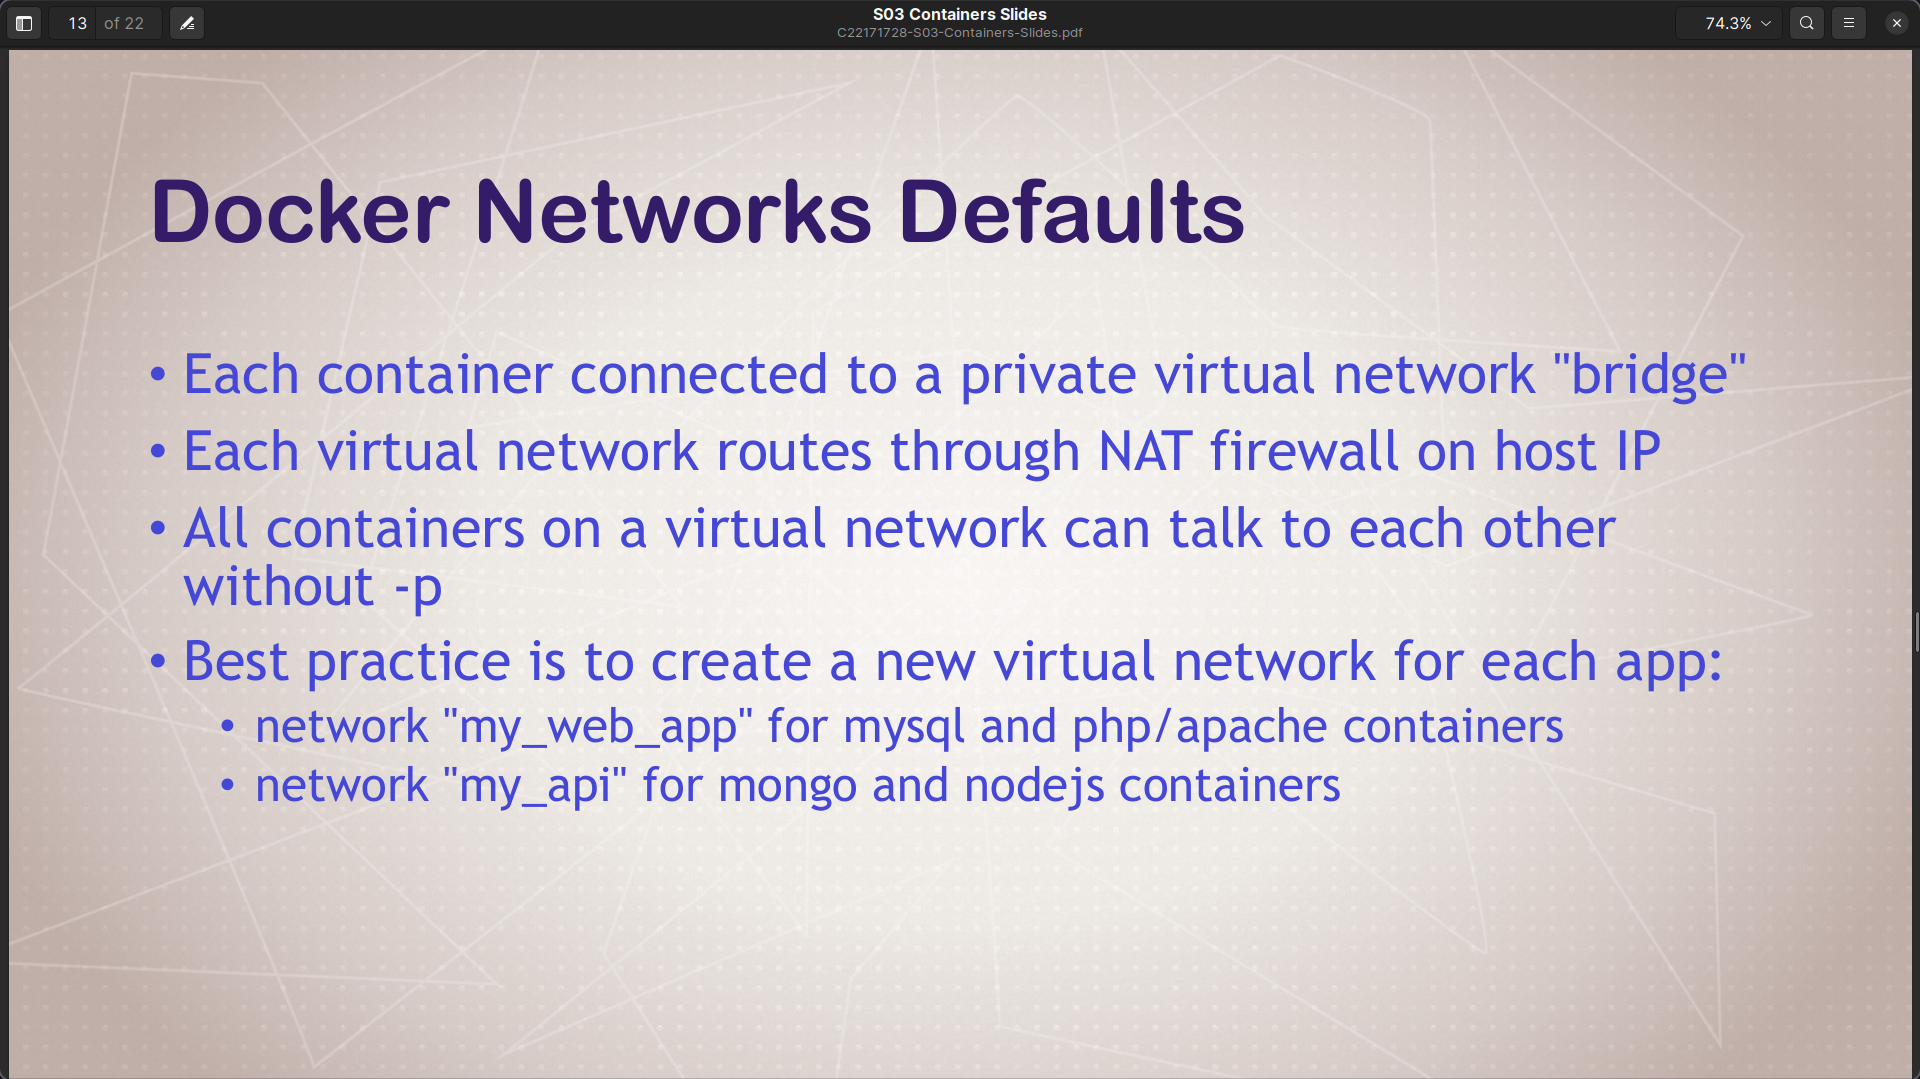 13 of 22
S03 Containers Slides
C22171728-S03-Containers-Slides.pdf
74.3%
Docker Networks Defaults
• Each container connected to a private virtual network "bridge"
• Each virtual network routes through NAT firewall on host IP
• All containers on a virtual network can talk to each other
without -p
• Best practice is to create a new virtual network for each app:
• network "my_web_app" for mysql and php/apache containers
• network "my_api" for mongo and nodejs containers